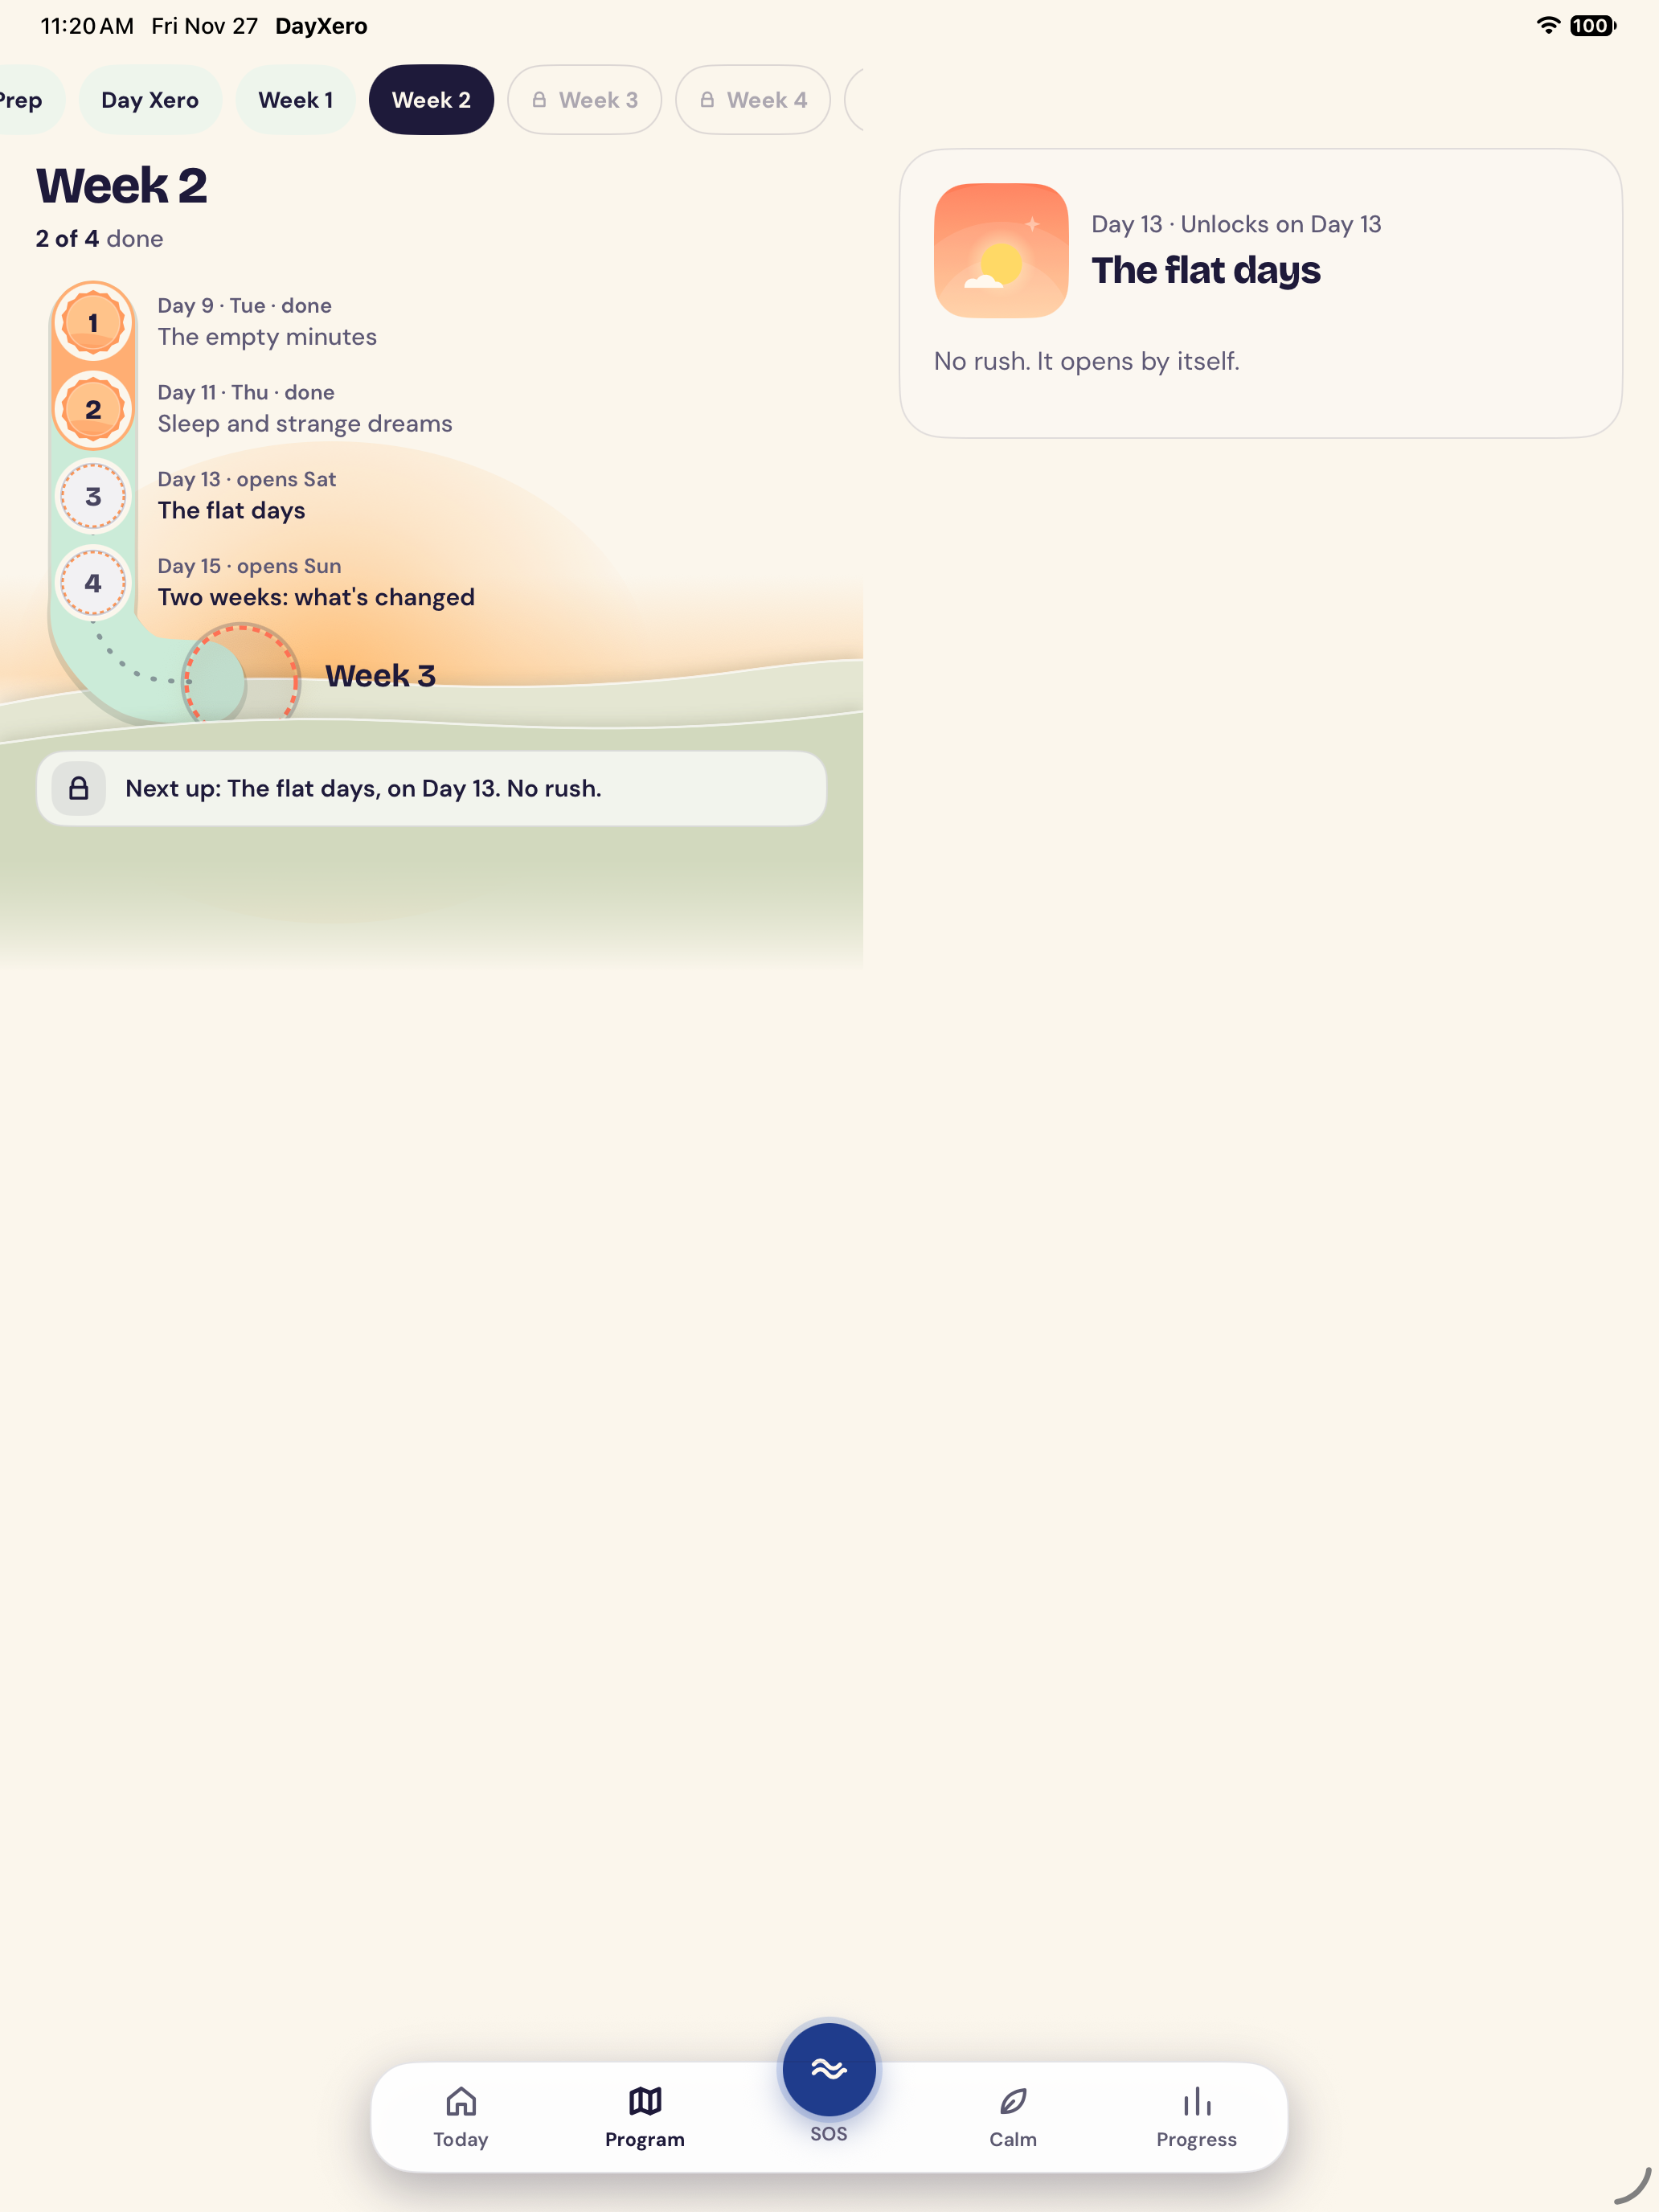 11:20 AM Fri Nov 27 DayXero
100
Prep
Day Xero
Week 1
Week 2
Week 3
Week 4
Week 2
2 of 4 done
1
Day 9 · Tue · done
The empty minutes
2
Day 11 · Thu · done
Sleep and strange dreams
3
Day 13 · opens Sat
The flat days
4
Day 15 · opens Sun
Two weeks: what's changed
Week 3
Next up: The flat days, on Day 13. No rush.
Day 13 · Unlocks on Day 13
The flat days
No rush. It opens by itself.
Today
Program
SOS
Calm
Progress